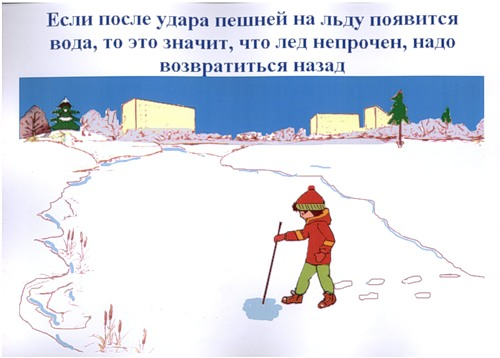 Если после удара пешней на льду появится
вода, то это значит, что лед непрочен, надо
возвратиться назад